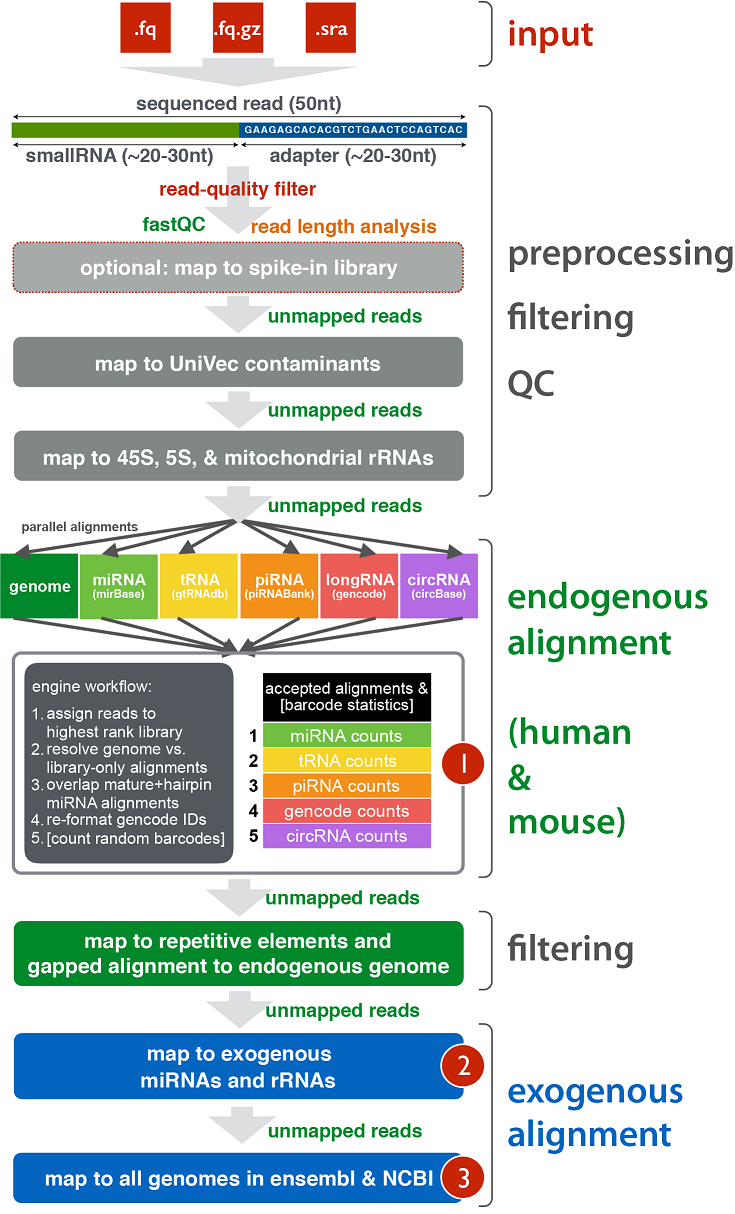 .fq
.fq.gz
.sra
input
sequenced read (50nt)
GAAGAGCACACGTCTGAACTCCAGTCAC
smallRNA (~20-30nt)
adapter (~20-30nt)
read-quality filter
fastQC
read length analysis
optional: map to spike-in library
unmapped reads
map to UniVec contaminants
unmapped reads
map to 45S, 5S, & mitochondrial rRNAs
unmapped reads
preprocessing
filtering
QC
parallel alignments
genome
miRNA
(mirBase)
tRNA
(gtRNAdb)
piRNA
(piRNABank)
longRNA
(gencode)
circRNA
(circBase)
engine workflow:
1. assign reads to
highest rank library
2. resolve genome vs.
library-only alignments
3. overlap mature+hairpin
miRNA alignments
4. re-format gencode IDs
5. [count random barcodes]
accepted alignments &
[barcode statistics]
1 miRNA counts
2 tRNA counts
3 piRNA counts
4 gencode counts
5 circRNA counts
1
endogenous
alignment
(human
&
mouse)
unmapped reads
map to repetitive elements and
gapped alignment to endogenous genome
filtering
unmapped reads
map to exogenous
miRNAs and rRNAs
2
unmapped reads
map to all genomes in ensembl & NCBI
3
exogenous
alignment